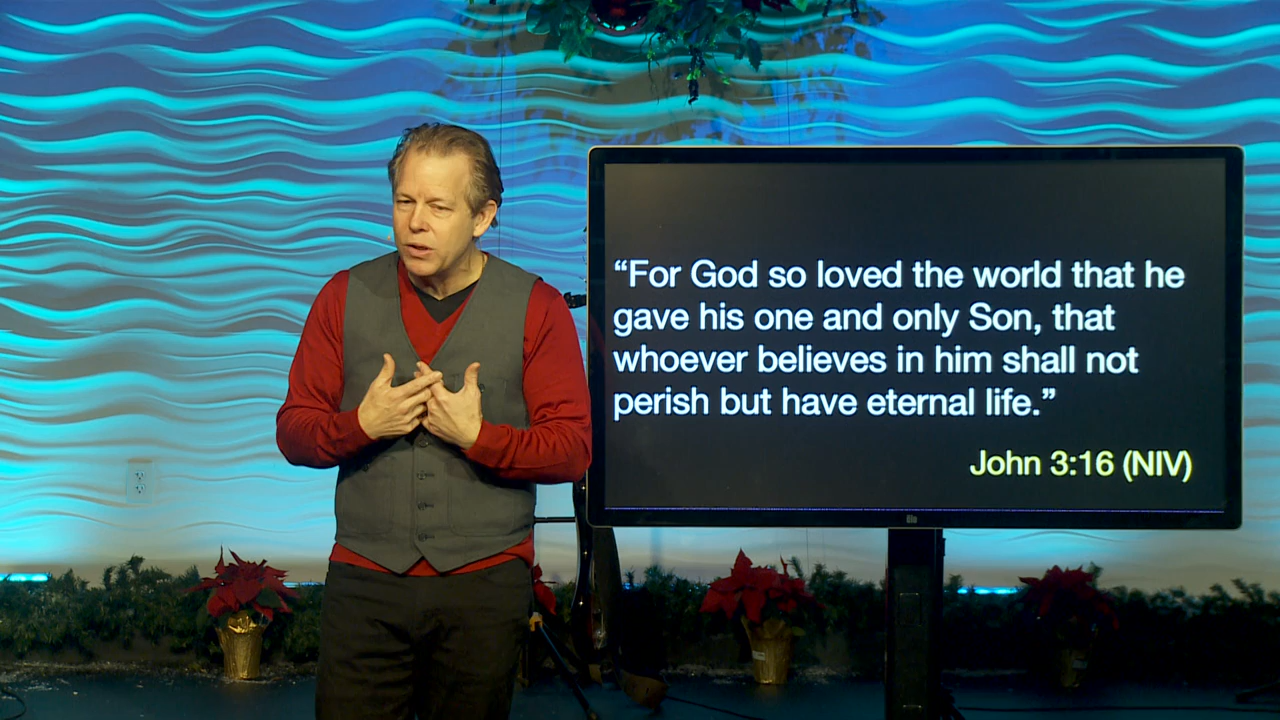 “For God so loved the world that he
gave his one and only Son, that
whoever believes in him shall not
perish but have eternal life.”
John 3:16 (NIV)